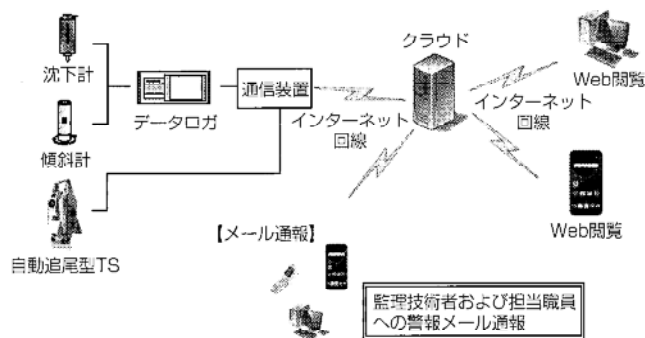 クラウド
沈下計
通信装置
Web閲覧
データロガ
インターネット
回線
インターネット
回線
傾斜計
Web閲覧
【メール通報】
自動追尾型TS
監理技術者および担当職員
への警報メール通報